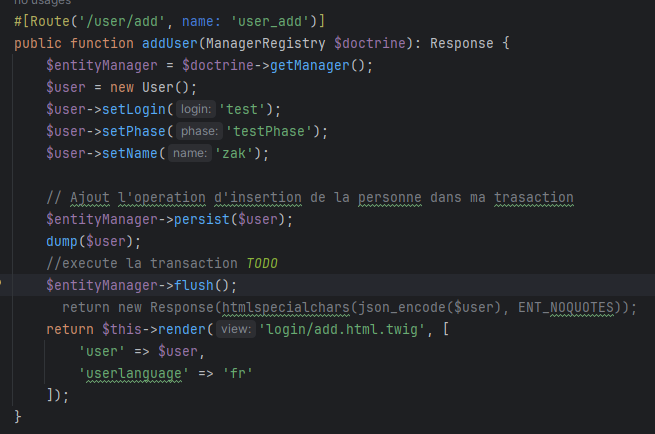 no usages
#[Route('/user/add', name: 'user_add')]
public function addUser(ManagerRegistry $doctrine): Response {
$entityManager = $doctrine->getManager();
$user = new User();
$user->setLogin( login: 'test');
$user->setPhase( phase: 'testPhase');
$user->setName( name: 'zak');
// Ajout l'operation d'insertion de la personne dans ma trasaction
$entityManager->persist($user);
dump($user);
//execute la transaction TODO
$entityManager->flush();
return new Response(htmlspecialchars(json_encode($user), ENT_NOQUOTES));
return $this->render( view: 'login/add.html.twig', [
'user' => $user,
'userlanguage' => 'fr'
]);
}